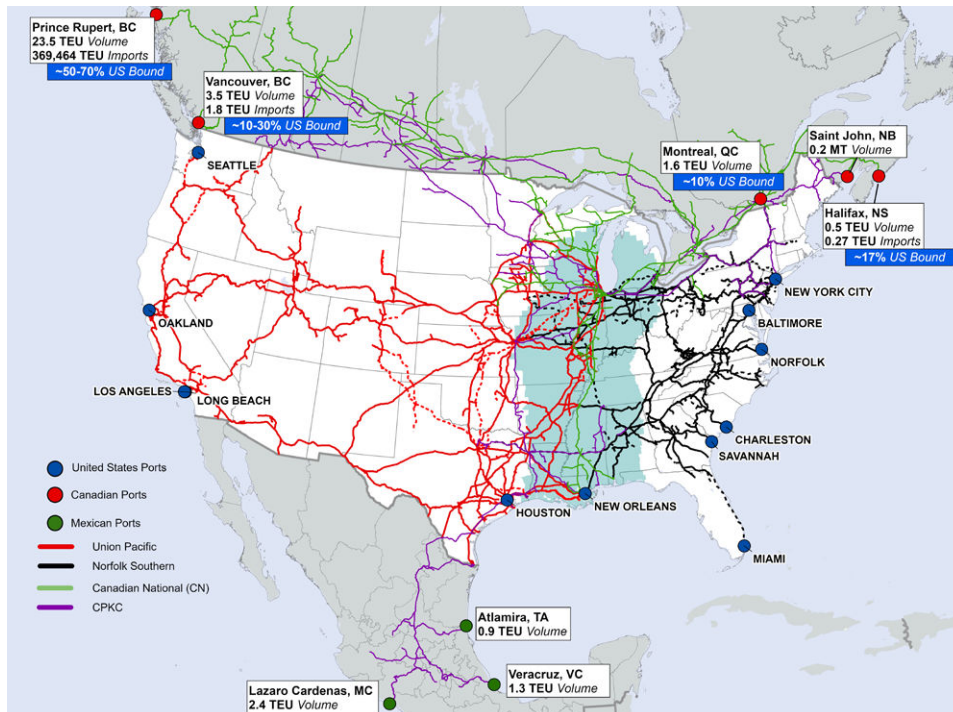 Prince Rupert, BC
23.5 TEU Volume
369,464 TEU Imports
~50-70% US Bound
Vancouver, BC
3.5 TEU Volume
1.8 TEU Imports
~10-30% US Bound
SEATTLE
Montreal, QC
1.6 TEU Volume
~10% US Bound
Saint John, NB
0.2 MT Volume
Halifax, NS
0.5 TEU Volume
0.27 TEU Imports
~17% US Bound
NEW YORK CITY
BALTIMORE
OAKLAND
NORFOLK
LOS ANGELES
LONG BEACH
CHARLESTON
SAVANNAH
United States Ports
Canadian Ports
Mexican Ports
Union Pacific
Norfolk Southern
Canadian National (CN)
CPKC
HOUSTON
NEW ORLEANS
MIAMI
Atlamira, TA
0.9 TEU Volume
Veracruz, VC
1.3 TEU Volume
Lazaro Cardenas, MC
2.4 TEU Volume